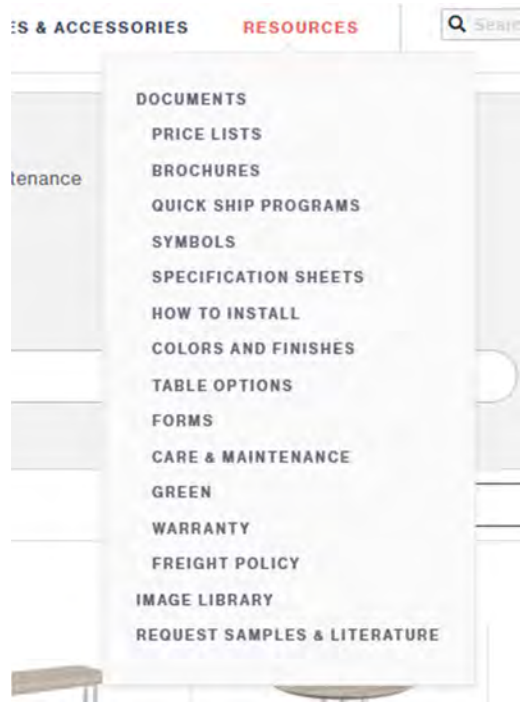 ES & ACCESSORIES RESOURCES Search
DOCUMENTS
PRICE LISTS
BROCHURES
tenance
QUICK SHIP PROGRAMS
SYMBOLS
SPECIFICATION SHEETS
HOW TO INSTALL
COLORS AND FINISHES
TABLE OPTIONS
FORMS
CARE & MAINTENANCE
GREEN
WARRANTY
FREIGHT POLICY
IMAGE LIBRARY
REQUEST SAMPLES & LITERATURE